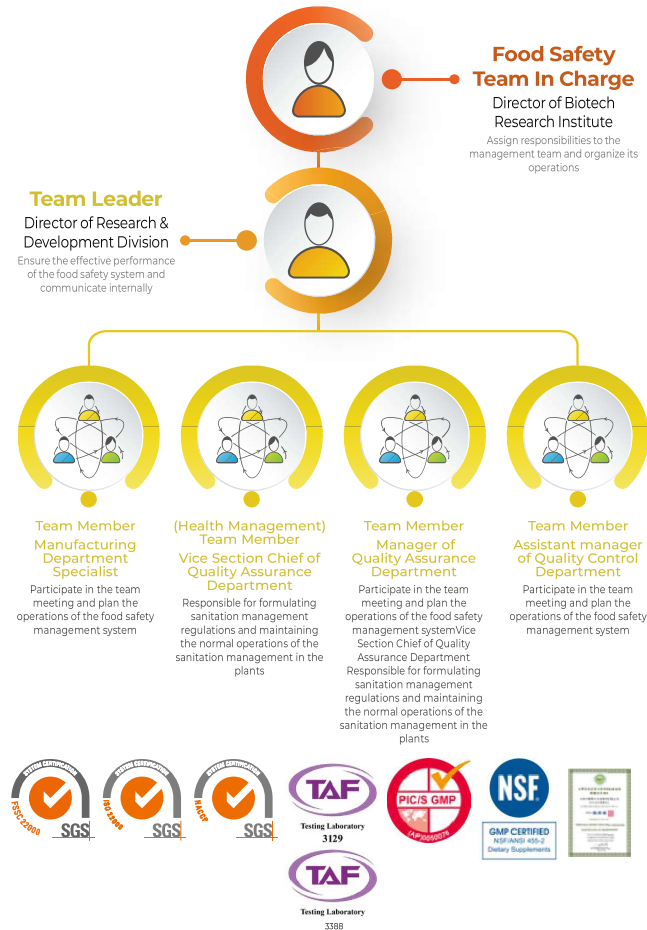 Food Safety
Team In Charge
Director of Biotech
Research Institute
Assign responsibilities to the
management team and organize its
operations
Team Leader
Director of Research &
Development Division
Ensure the effective performance
of the food safety system and
communicate internally
Team Member
Manufacturing
Department
Specialist
Participate in the team
meeting and plan the
operations of the food safety
management system
(Health Management)
Team Member
Vice Section Chief of
Quality Assurance
Department
Responsible for formulating
sanitation management
regulations and maintaining
the normal operations of the
sanitation management in the
plants
Team Member
Manager of
Quality Assurance
Department
Participate in the team
meeting and plan the
operations of the food safety
management systemVice
Section Chief of Quality
Assurance Department
Responsible for formulating
sanitation management
regulations and maintaining
the normal operations of the
sanitation management in the
plants
Team Member
Assistant manager
of Quality Control
Department
Participate in the team
meeting and plan the
operations of the food safety
management system
SYSTEM CERTIFICATION
FSSC 22000
SGS
SYSTEM CERTIFICATION
ISO 22000
SGS
SYSTEM CERTIFICATION
HACCP
SGS
TAF
Testing Laboratory
3129
PIC/S GMP
(AP)0050076
NSF
GMP CERTIFIED
NSF/ANSI 455-2
Dietary Supplements
TAF
Testing Laboratory
3388